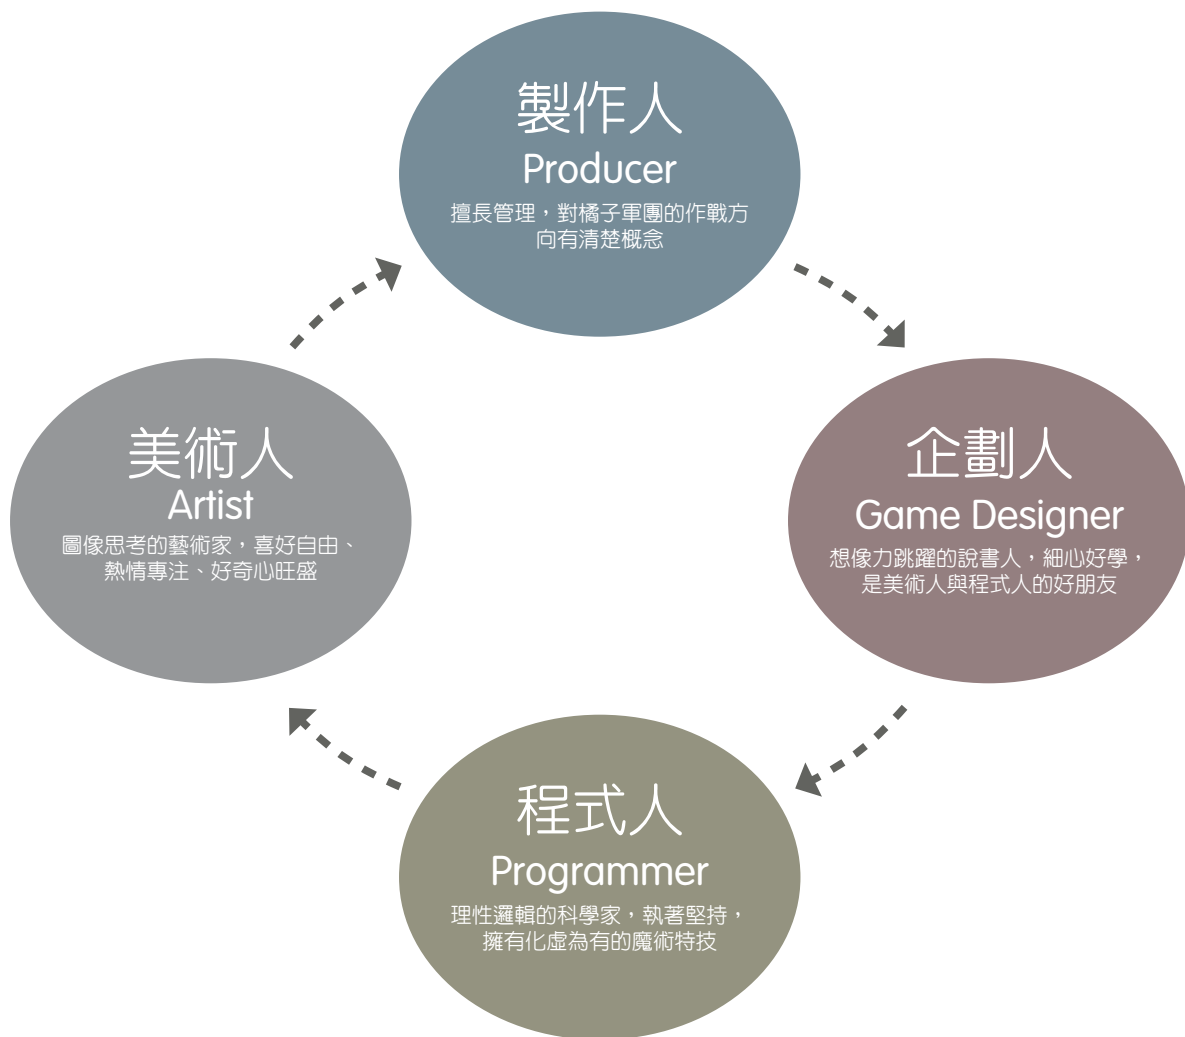 製作人
Producer
擅長管理，對橘子軍團的作戰方
向有清楚概念
美術人
Artist
圖像思考的藝術家，喜好自由、
熱情專注、好奇心旺盛
企劃人
Game Designer
想像力跳躍的說書人，細心好學，
是美術人與程式人的好朋友
程式人
Programmer
理性邏輯的科學家，執著堅持，
擁有化虛為有的魔術特技